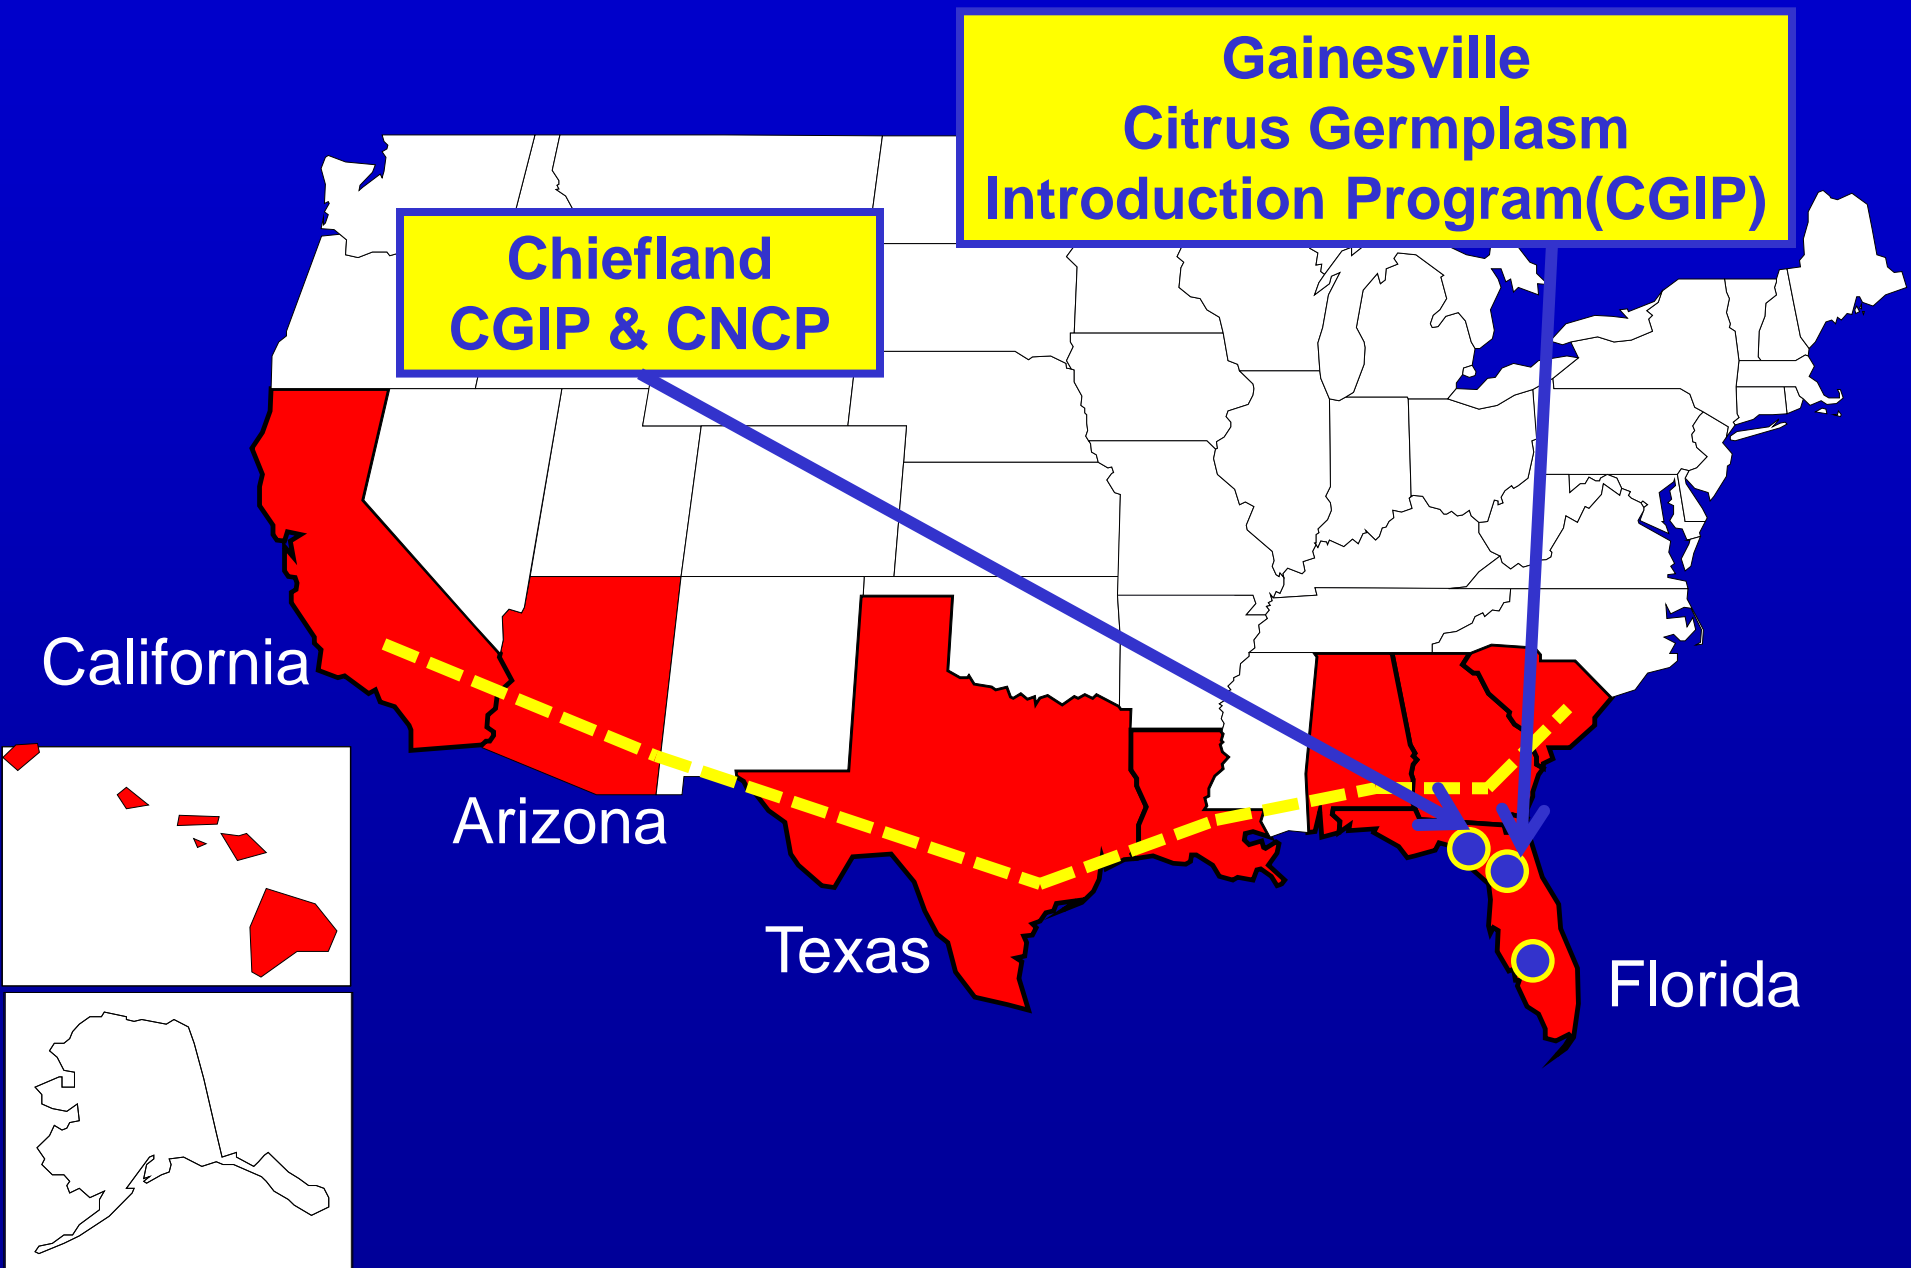 Gainesville
Citrus Germplasm
Introduction Program(CGIP)
Chiefland
CGIP & CNCP
California
Arizona
Texas
Florida